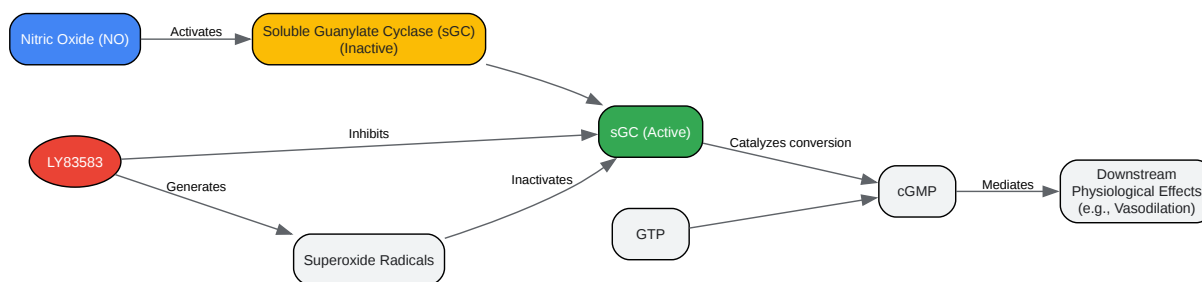 Nitric Oxide (NO)
Activates
Soluble Guanylate Cyclase (sGC)
(Inactive)
LY83583
Inhibits
Generates
Superoxide Radicals
Inactivates
sGC (Active)
Catalyzes conversion
GTP
cGMP
Mediates
Downstream
Physiological Effects
(e.g., Vasodilation)